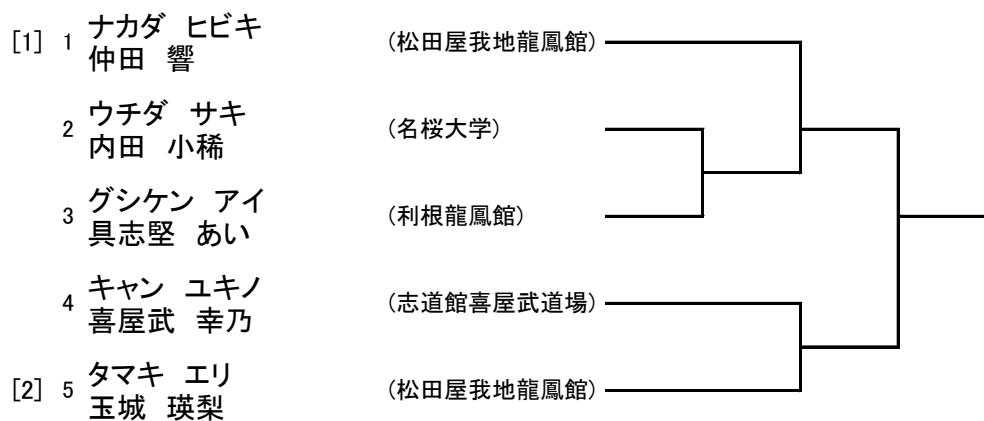 ナカダ ヒビキ
[1] 1 仲田 響 (松田屋我地龍鳳館)
ウチダ サキ
2 内田 小稀 (名桜大学)
グシケン アイ
3 具志堅 あい (利根龍鳳館)
キャン ユキノ
4 喜屋武 幸乃 (志道館喜屋武道場)
タマキ エリ
[2] 5 玉城 瑛梨 (松田屋我地龍鳳館)